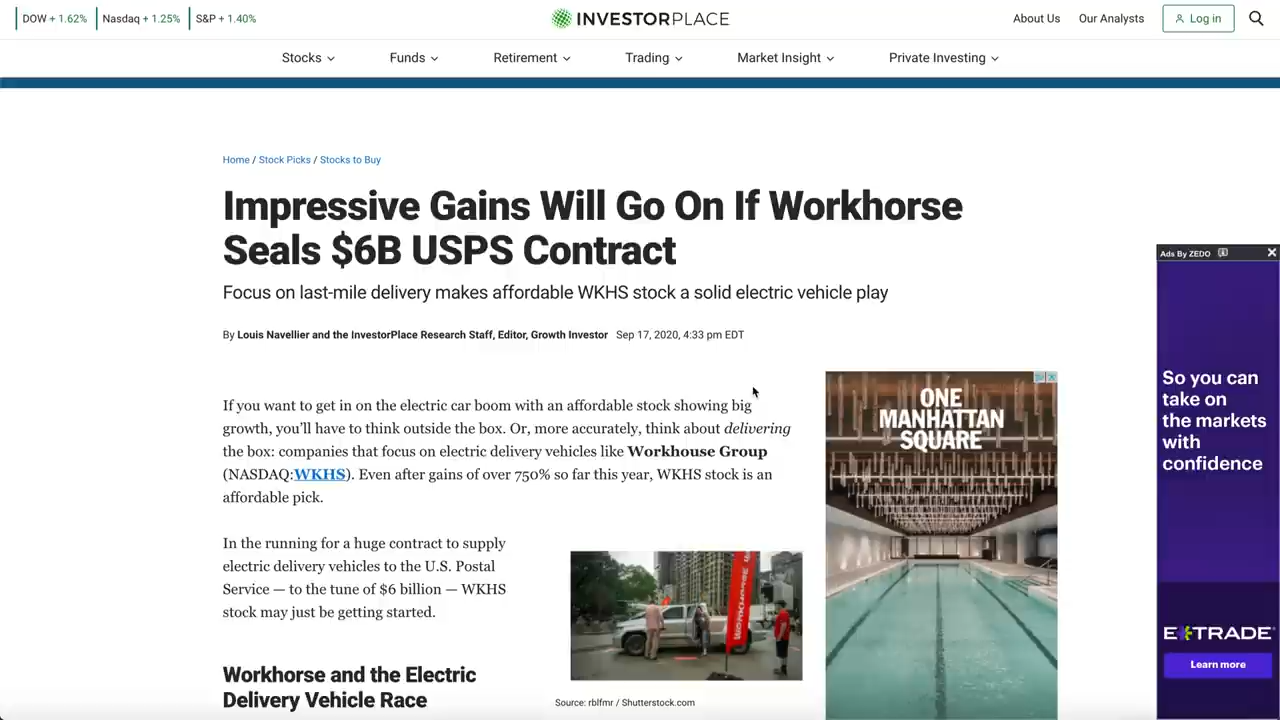 DOW + 1.62% Nasdaq + 1.25% S&P + 1.40%
INVESTORPLACE
About Us Our Analysts Log in
Stocks Funds Retirement Trading Market Insight Private Investing
Home / Stock Picks / Stocks to Buy
Impressive Gains Will Go On If Workhorse
Seals $6B USPS Contract
Focus on last-mile delivery makes affordable WKHS stock a solid electric vehicle play
By Louis Navellier and the InvestorPlace Research Staff, Editor, Growth Investor Sep 17, 2020, 4:33 pm EDT
If you want to get in on the electric car boom with an affordable stock showing big
growth, you’ll have to think outside the box. Or, more accurately, think about delivering
the box: companies that focus on electric delivery vehicles like Workhouse Group
(NASDAQ:WKHS). Even after gains of over 750% so far this year, WKHS stock is an
affordable pick.
In the running for a huge contract to supply
electric delivery vehicles to the U.S. Postal
Service — to the tune of $6 billion — WKHS
stock may just be getting started.
WORKHORSE
Source: rblfmr / Shutterstock.com
Workhorse and the Electric
Delivery Vehicle Race
ONE
MANHATTAN
SQUARE
Ads By ZEDO
So you can
take on
the markets
with
confidence
E*TRADE
Learn more